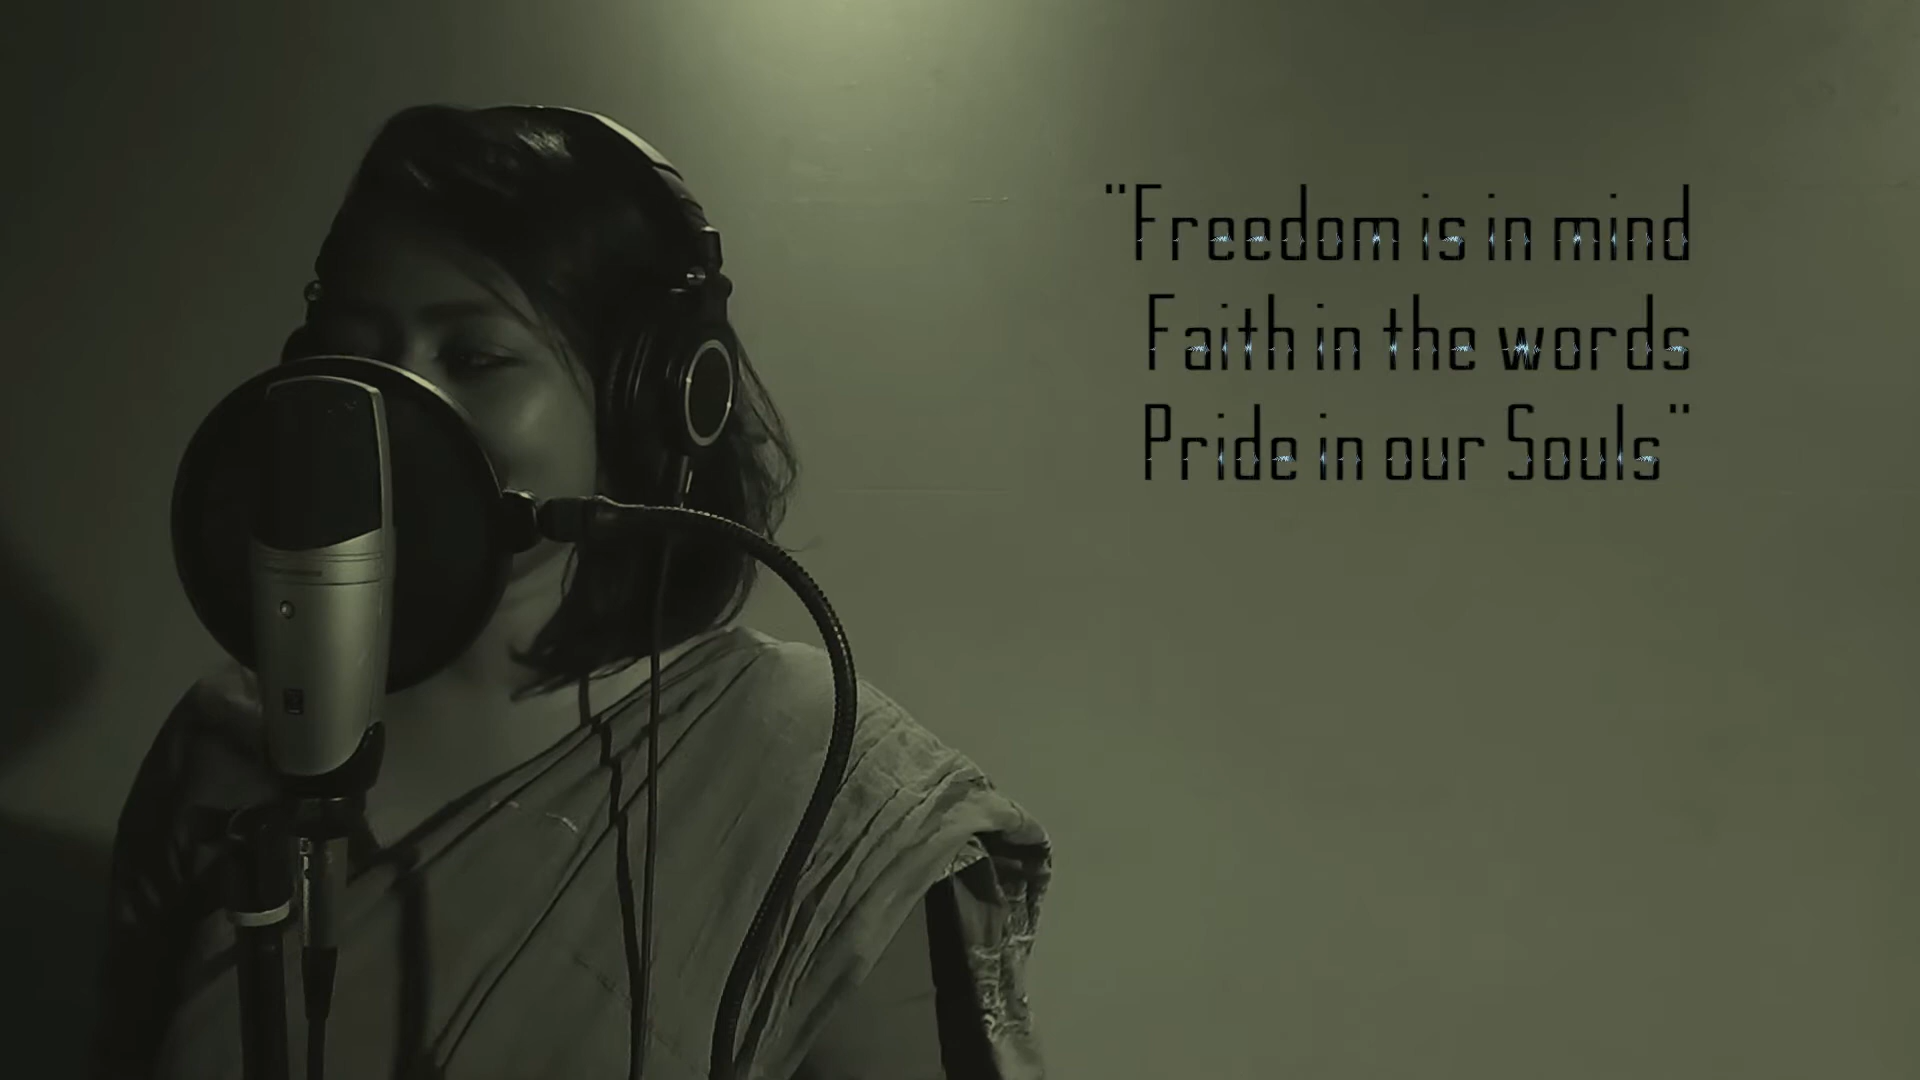 "Freedom is in mind
Faith in the words
Pride in our Souls"